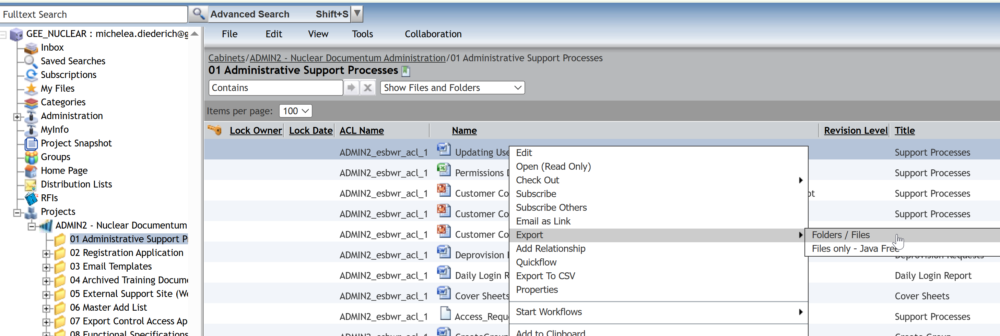 Fulltext Search
Advanced Search Shift+S
GEE_NUCLEAR : michelea.diederich@g
Inbox
Saved Searches
Subscriptions
My Files
Categories
Administration
MyInfo
Project Snapshot
Groups
Home Page
Distribution Lists
RFIs
Projects
ADMIN2 - Nuclear Documentum
01 Administrative Support P
02 Registration Application
03 Email Templates
04 Archived Training Docum
05 External Support Site (We
06 Master Add List
07 Export Control Access Ap
08 Functional Specifications
File Edit View Tools Collaboration
Cabinets/ADMIN2 - Nuclear Documentum Administration/01 Administrative Support Processes
01 Administrative Support Processes
Contains Show Files and Folders
Items per page: 100
Lock Owner Lock Date ACL Name Name Revision Level Title
ADMIN2_esbwr_acl_1 Updating Use Support Processes
ADMIN2_esbwr_acl_1 Permissions Support Processes
ADMIN2_esbwr_acl_1 Customer Co pt Support Processes
ADMIN2_esbwr_acl_1 Customer Co Support Processes
ADMIN2_esbwr_acl_1 Customer Co
ADMIN2_esbwr_acl_1 Deprovision Deprovision Requests
ADMIN2_esbwr_acl_1 Daily Login R Daily Login Report
ADMIN2_esbwr_acl_1 Cover Sheets Cover Sheets
ADMIN2_esbwr_acl_1 Access_Requ Support Processes
CreateGroup Create Group
Edit
Open (Read Only)
Check Out
Subscribe
Subscribe Others
Email as Link
Export
Add Relationship
Quickflow
Export To CSV
Properties
Start Workflows
Add to Clipboard
Folders / Files
Files only - Java Free